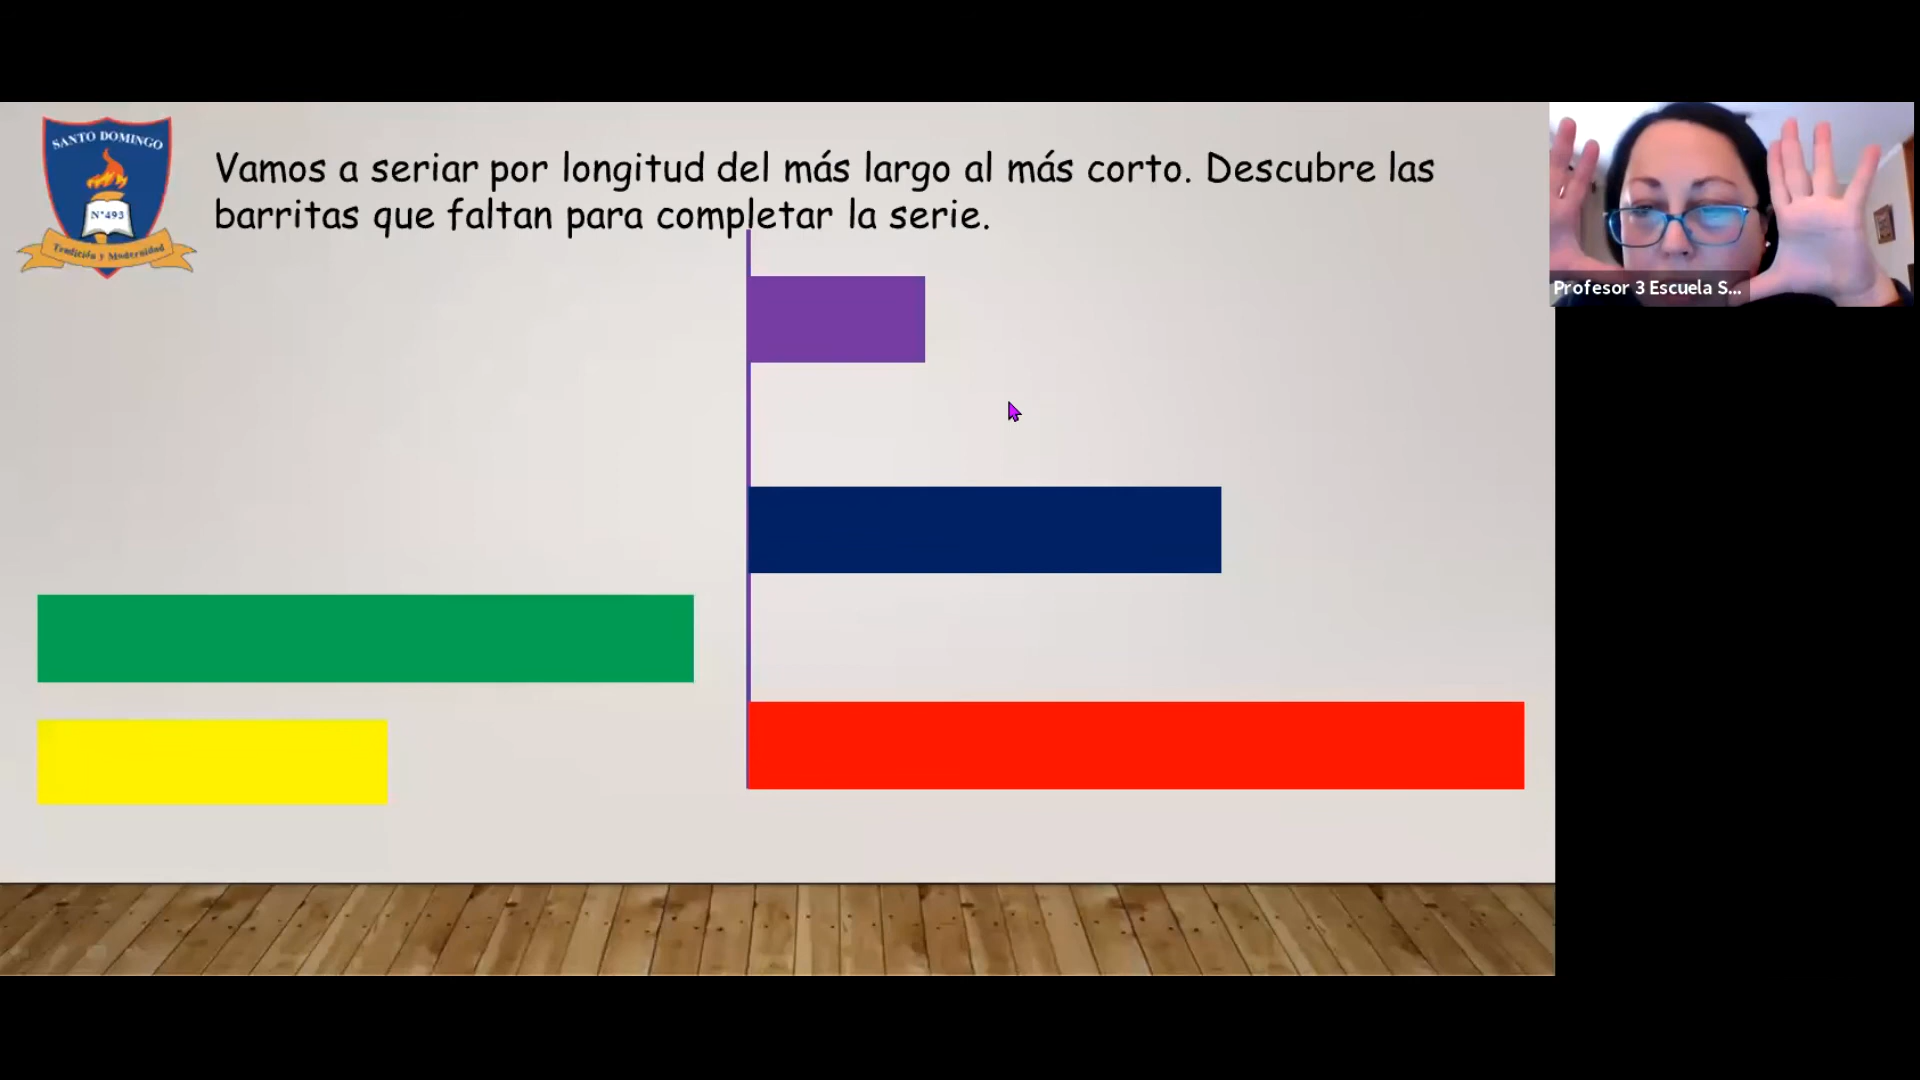 SANTO DOMINGO
N°493
Tradición y Modernidad
Vamos a seriar por longitud del más largo al más corto. Descubre las
barritas que faltan para completar la serie.
Profesor 3 Escuela S...